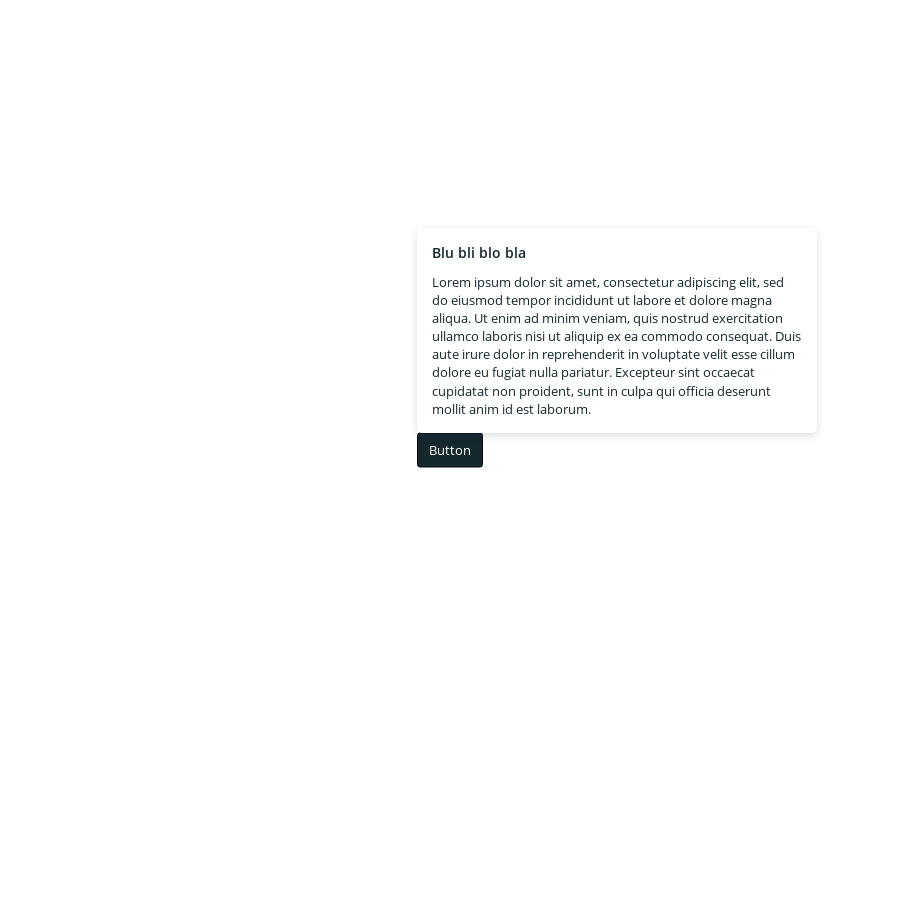 Blu bli blo bla
Lorem ipsum dolor sit amet, consectetur adipiscing elit, sed
do eiusmod tempor incididunt ut labore et dolore magna
aliqua. Ut enim ad minim veniam, quis nostrud exercitation
ullamco laboris nisi ut aliquip ex ea commodo consequat. Duis
aute irure dolor in reprehenderit in voluptate velit esse cillum
dolore eu fugiat nulla pariatur. Excepteur sint occaecat
cupidatat non proident, sunt in culpa qui officia deserunt
mollit anim id est laborum.
Button